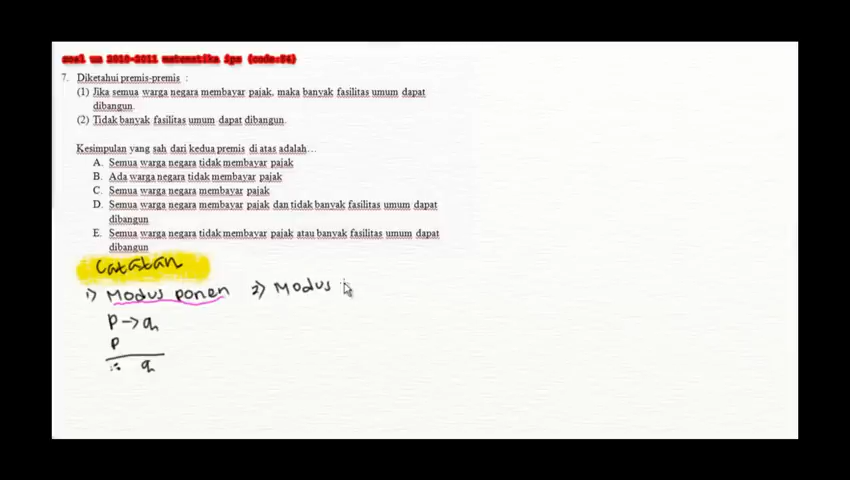 soal un 2010-2011 matematika ips (code:54)
7. Diketahui premis-premis :
(1) Jika semua warga negara membayar pajak, maka banyak fasilitas umum dapat
dibangun.
(2) Tidak banyak fasilitas umum dapat dibangun.
Kesimpulan yang sah dari kedua premis di atas adalah…
A. Semua warga negara tidak membayar pajak
B. Ada warga negara tidak membayar pajak
C. Semua warga negara membayar pajak
D. Semua warga negara membayar pajak dan tidak banyak fasilitas umum dapat
dibangun
E. Semua warga negara tidak membayar pajak atau banyak fasilitas umum dapat
dibangun
Catatan
1) Modus ponen 2) Modus
P → q
P
∴ q